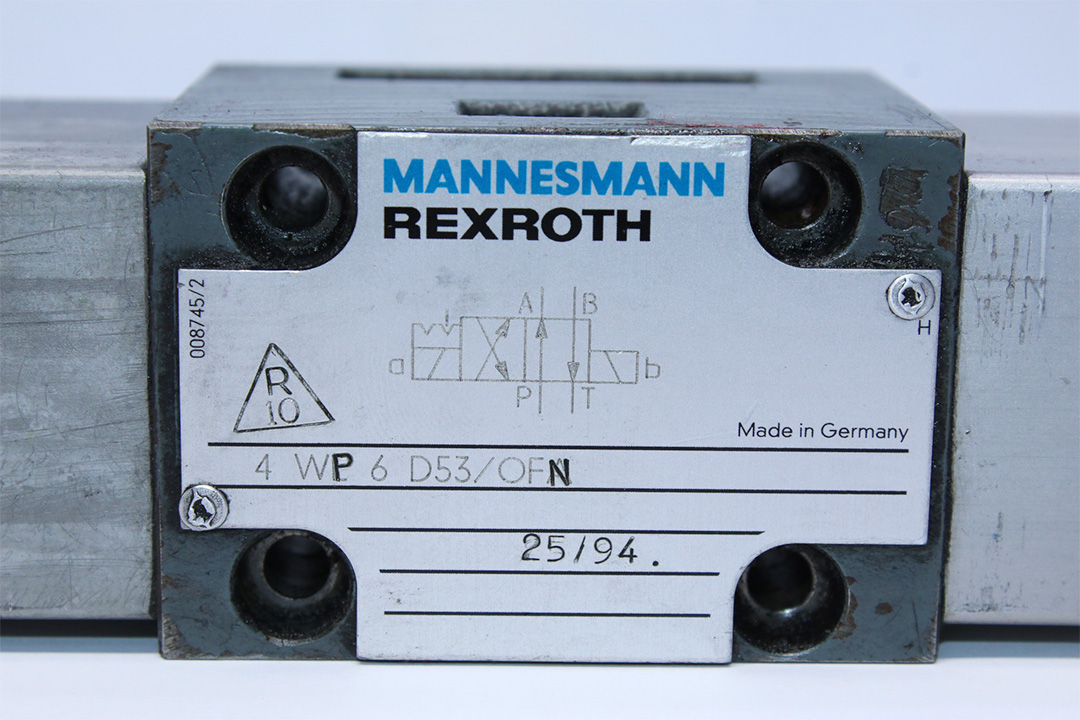 MANNESMANN
REXROTH
008745/2
A B
H
a b
R
10
P T
Made in Germany
4 WP 6 D53/OFN
25/94.